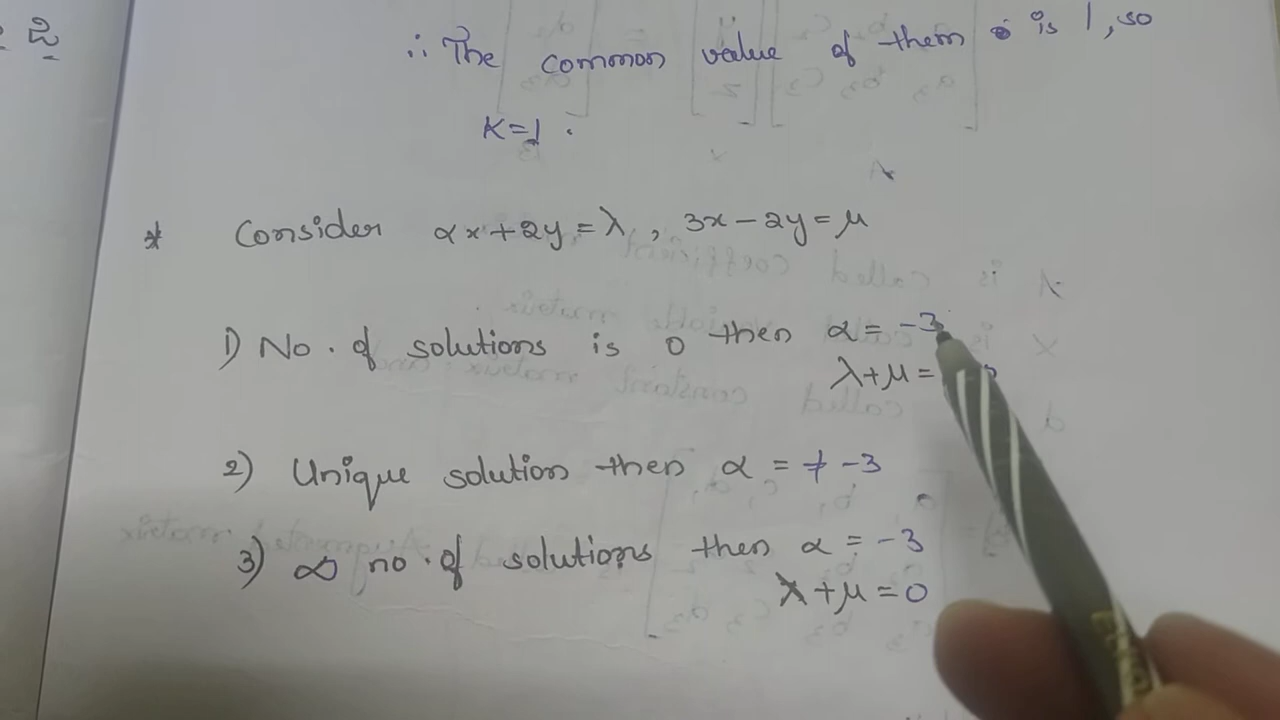 ది
∴ The common value of them is 1, so
K=1.
* Consider αx+2y=λ, 3x-2y=μ
1) No. of solutions is 0 then α = -3
λ+μ =
2) Unique solution then α = ≠ -3
3) ∞ no. of solutions then α = -3
λ+μ=0